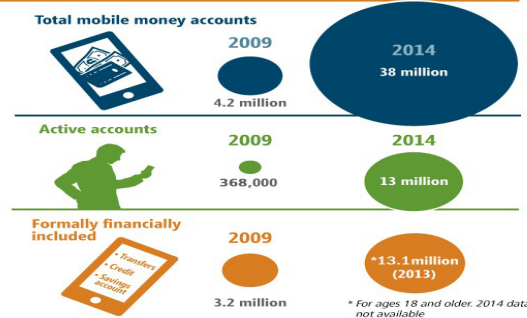 Total mobile money accounts
2009
4.2 million
2014
38 million
Active accounts
2009
368,000
2014
13 million
Formally financially
included
• Transfers
• Credit
• Savings
account
2009
3.2 million
*13.1million
(2013)
* For ages 18 and older. 2014 data
not available